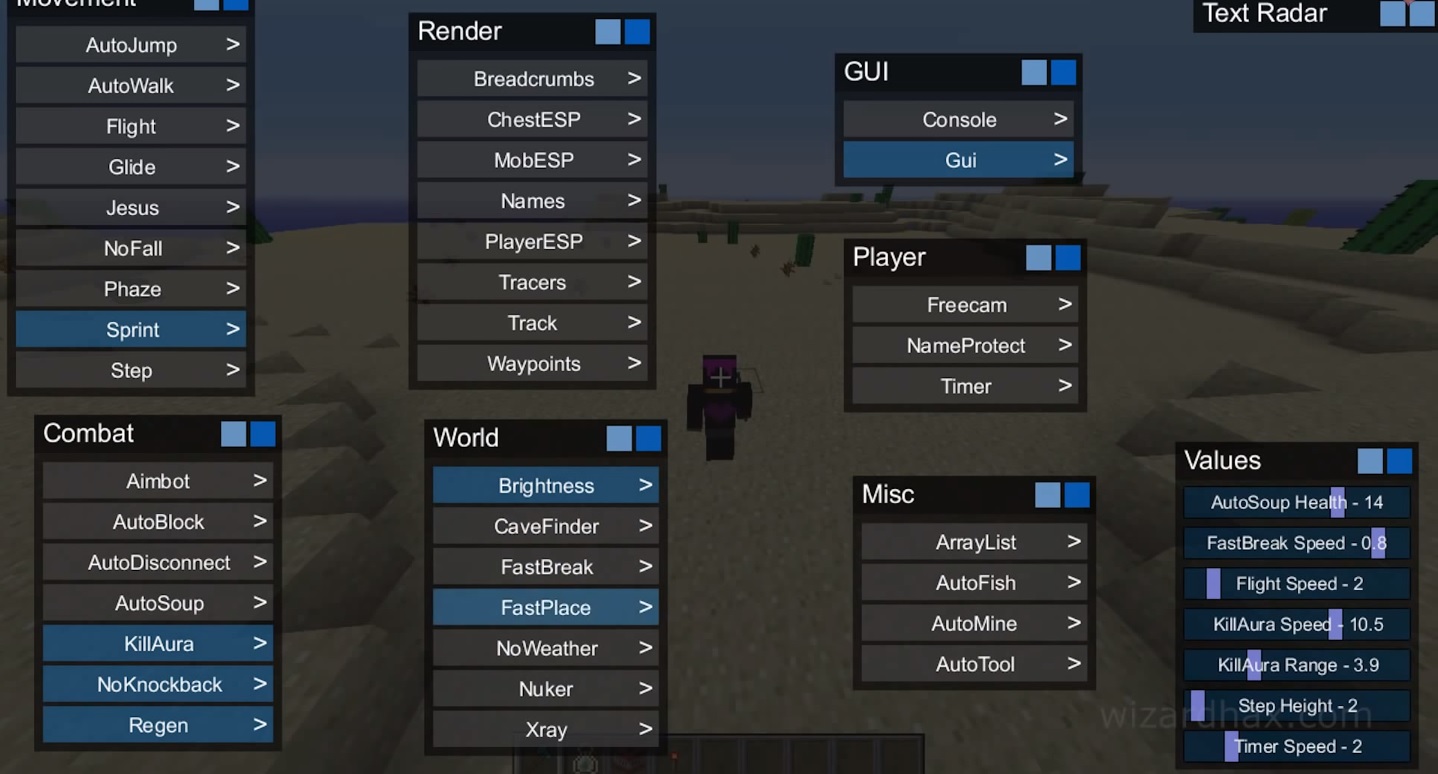 Movement
AutoJump >
AutoWalk >
Flight >
Glide >
Jesus >
NoFall >
Phaze >
Sprint >
Step >
Combat
Aimbot >
AutoBlock >
AutoDisconnect >
AutoSoup >
KillAura >
NoKnockback >
Regen >
Render
Breadcrumbs >
ChestESP >
MobESP >
Names >
PlayerESP >
Tracers >
Track >
Waypoints >
World
Brightness >
CaveFinder >
FastBreak >
FastPlace >
NoWeather >
Nuker >
Xray >
GUI
Console >
Gui >
Player
Freecam >
NameProtect >
Timer >
Misc
ArrayList >
AutoFish >
AutoMine >
AutoTool >
Text Radar
Values
AutoSoup Health - 14
FastBreak Speed - 0.8
Flight Speed - 2
KillAura Speed - 10.5
KillAura Range - 3.9
Step Height - 2
Timer Speed - 2
wizardhax.com